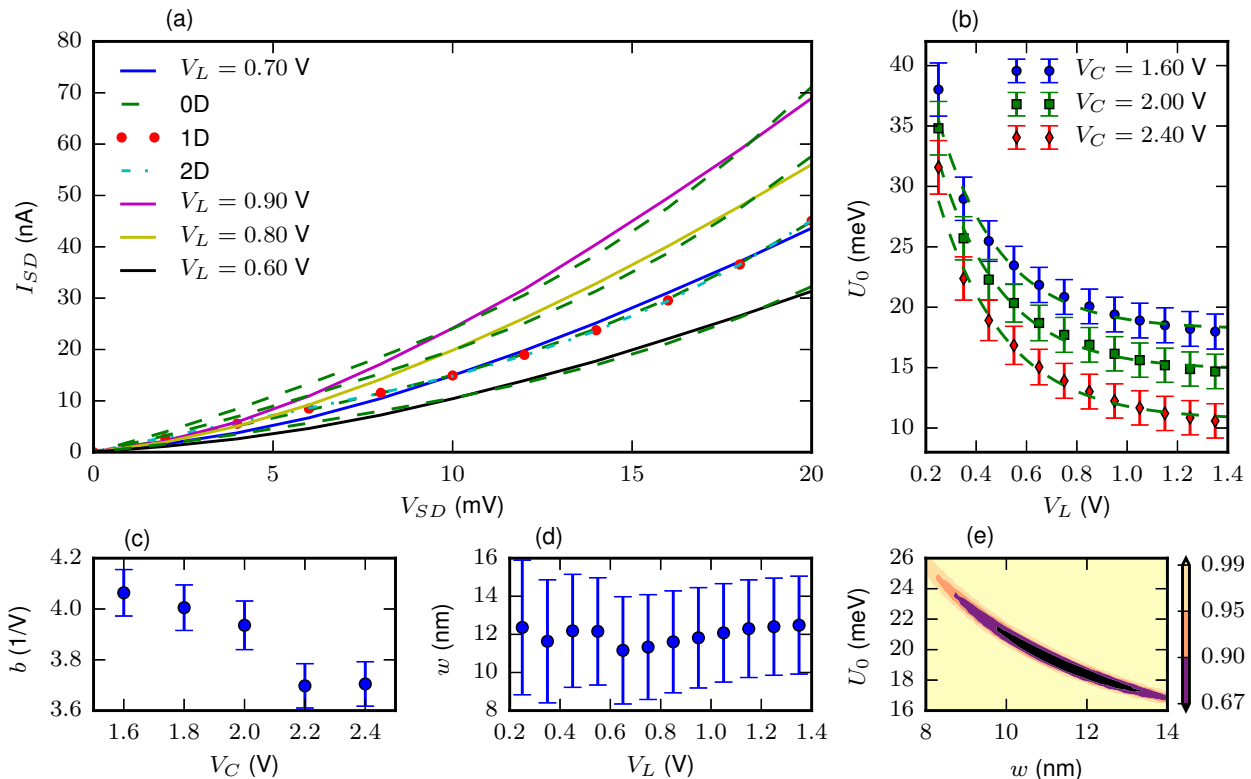 (a)
80
70
60
50
40
30
20
10
0
I_SD (nA)
V_L = 0.70 V
0D
1D
2D
V_L = 0.90 V
V_L = 0.80 V
V_L = 0.60 V
0 5 10 15 20
V_SD (mV)
(b)
40
35
30
25
20
15
10
U_0 (meV)
V_C = 1.60 V
V_C = 2.00 V
V_C = 2.40 V
0.2 0.4 0.6 0.8 1.0 1.2 1.4
V_L (V)
(c)
4.2
4.0
3.8
3.6
b (1/V)
1.6 1.8 2.0 2.2 2.4
V_C (V)
(d)
16
14
12
10
8
w (nm)
0.2 0.4 0.6 0.8 1.0 1.2 1.4
V_L (V)
(e)
26
24
22
20
18
16
U_0 (meV)
8 10 12 14
w (nm)
0.99
0.95
0.90
0.67